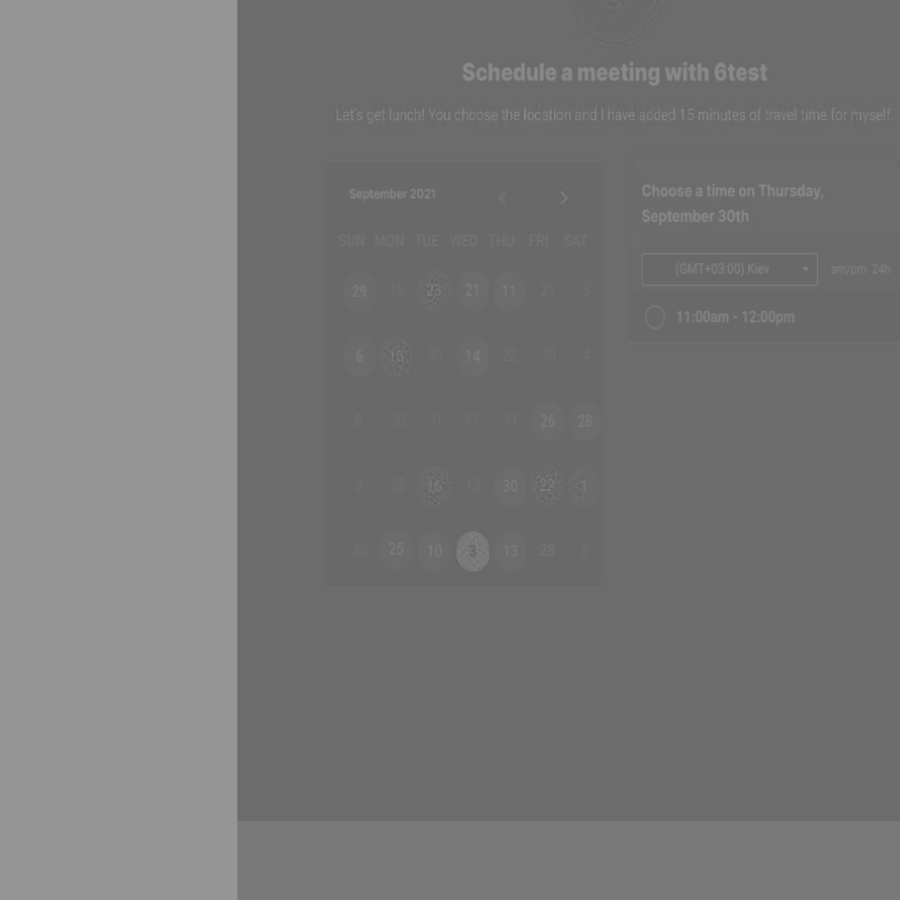 Schedule a meeting with 6test
Let's get lunch! You choose the location and I have added 15 minutes of travel time for myself.
September 2021
SUN MON TUE WED THU FRI SAT
29 16 23 21 11 21 5
6 15 30 14 22 30 4
8 30 31 17 11 26 28
8 25 16 18 30 22 1
30 25 10 3 13 28 8
Choose a time on Thursday,
September 30th
(GMT+03:00) Kiev am/pm 24h
11:00am - 12:00pm